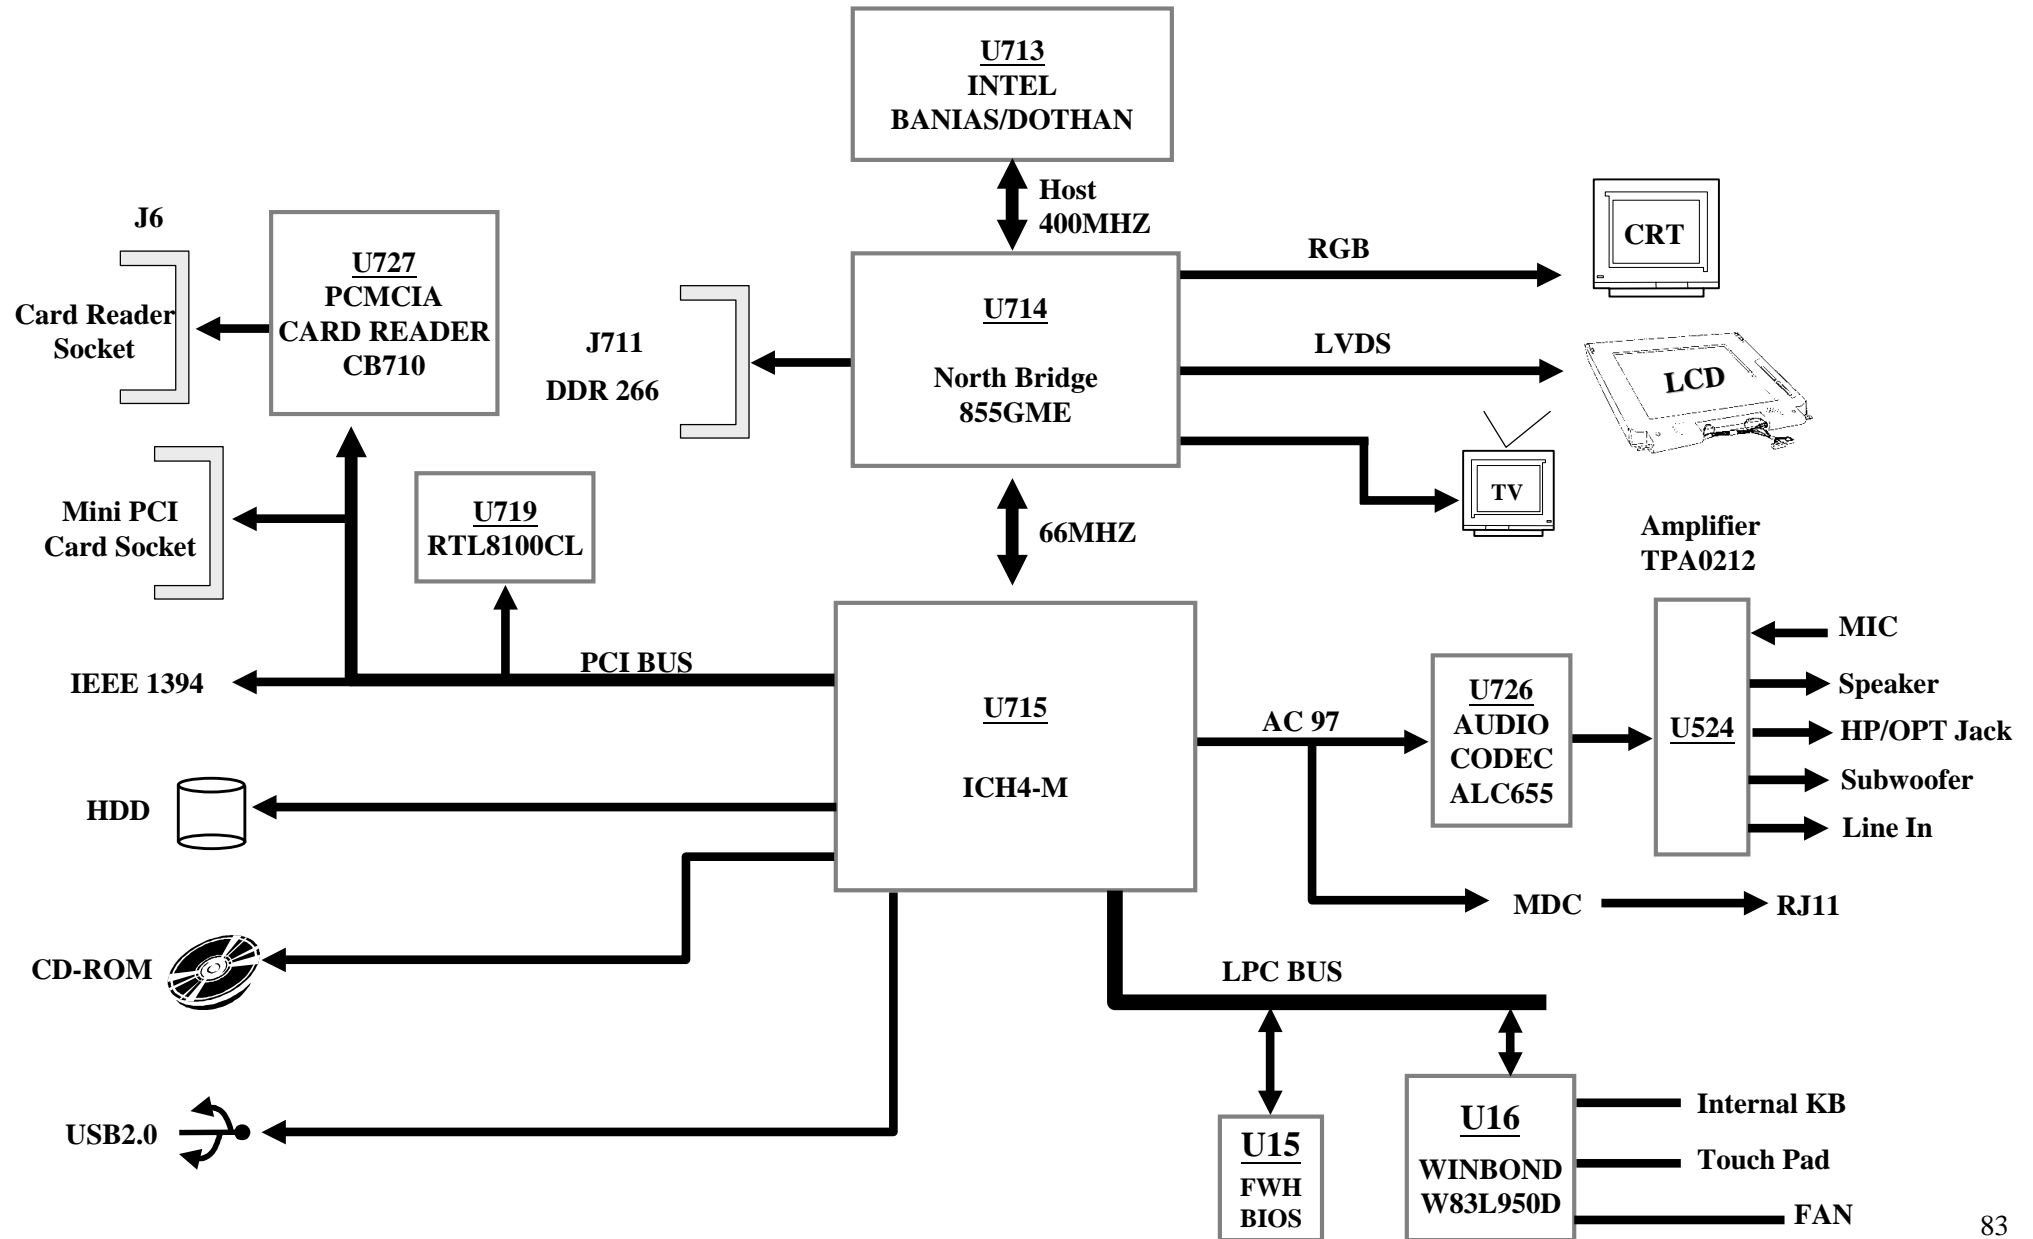 U713
INTEL
BANIAS/DOTHAN
Host
400MHZ
J6
Card Reader
Socket
U727
PCMCIA
CARD READER
CB710
J711
DDR 266
U714
North Bridge
855GME
RGB
CRT
LVDS
LCD
TV
Mini PCI
Card Socket
U719
RTL8100CL
66MHZ
Amplifier
TPA0212
IEEE 1394
PCI BUS
U715
ICH4-M
AC 97
U726
AUDIO
CODEC
ALC655
U524
MIC
Speaker
HP/OPT Jack
Subwoofer
Line In
HDD
MDC
RJ11
CD-ROM
LPC BUS
USB2.0
U15
FWH
BIOS
U16
WINBOND
W83L950D
Internal KB
Touch Pad
FAN
83